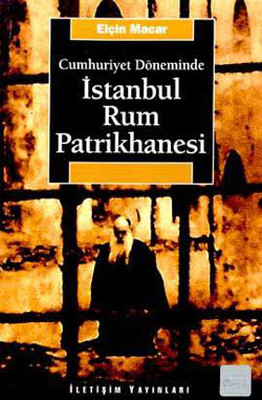 Elçin Macar
Cumhuriyet Döneminde
İstanbul
Rum
Patrikhanesi
İLETİŞİM YAYINLARI